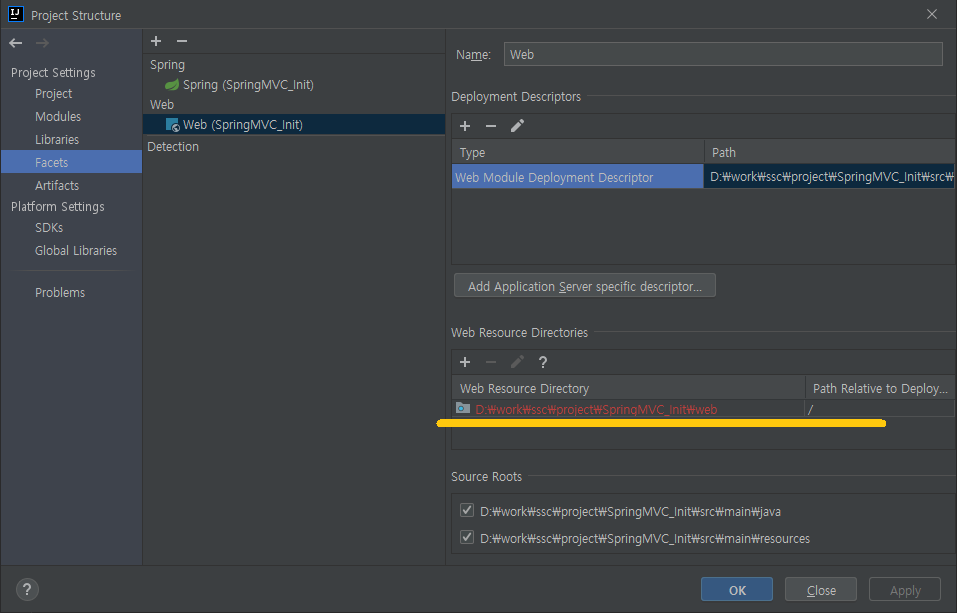 Project Structure
Project Settings
Project
Modules
Libraries
Facets
Artifacts
Platform Settings
SDKs
Global Libraries
Problems
Spring
Spring (SpringMVC_Init)
Web
Web (SpringMVC_Init)
Detection
Name: Web
Deployment Descriptors
Type Path
Web Module Deployment Descriptor D:₩work₩ssc₩project₩SpringMVC_Init₩src₩
Add Application Server specific descriptor...
Web Resource Directories
?
Web Resource Directory Path Relative to Deploy...
D:₩work₩ssc₩project₩SpringMVC_Init₩web /
Source Roots
D:₩work₩ssc₩project₩SpringMVC_Init₩src₩main₩java
D:₩work₩ssc₩project₩SpringMVC_Init₩src₩main₩resources
? OK Close Apply